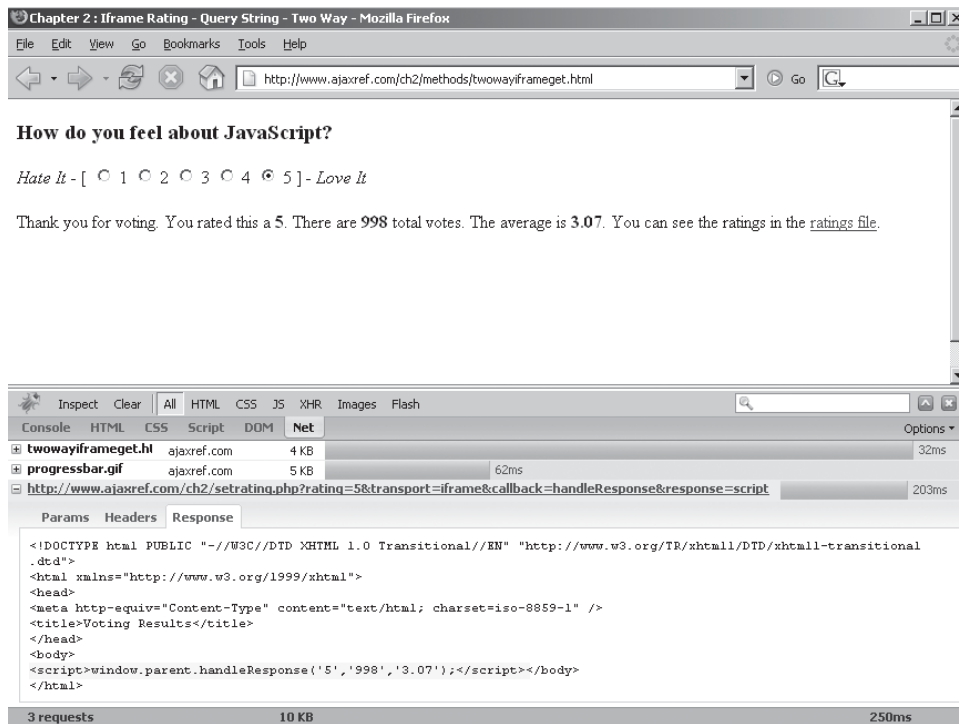 Chapter 2 : Iframe Rating - Query String - Two Way - Mozilla Firefox
File Edit View Go Bookmarks Tools Help
http://www.ajaxref.com/ch2/methods/twowayiframeget.html Go G
How do you feel about JavaScript?
Hate It - [ 1 2 3 4 5 ] - Love It
Thank you for voting. You rated this a 5. There are 998 total votes. The average is 3.07. You can see the ratings in the ratings file.
Inspect Clear All HTML CSS JS XHR Images Flash
Console HTML CSS Script DOM Net Options
twowayiframeget.ht ajaxref.com 4 KB 32ms
progressbar.gif ajaxref.com 5 KB 62ms
http://www.ajaxref.com/ch2/setrating.php?rating=5&transport=iframe&callback=handleResponse&response=script 203ms
Params Headers Response
<!DOCTYPE html PUBLIC "-//W3C//DTD XHTML 1.0 Transitional//EN" "http://www.w3.org/TR/xhtml1/DTD/xhtml1-transitional
.dtd">
<html xmlns="http://www.w3.org/1999/xhtml">
<head>
<meta http-equiv="Content-Type" content="text/html; charset=iso-8859-1" />
<title>Voting Results</title>
</head>
<body>
<script>window.parent.handleResponse('5','998','3.07');</script></body>
</html>
3 requests 10 KB 250ms